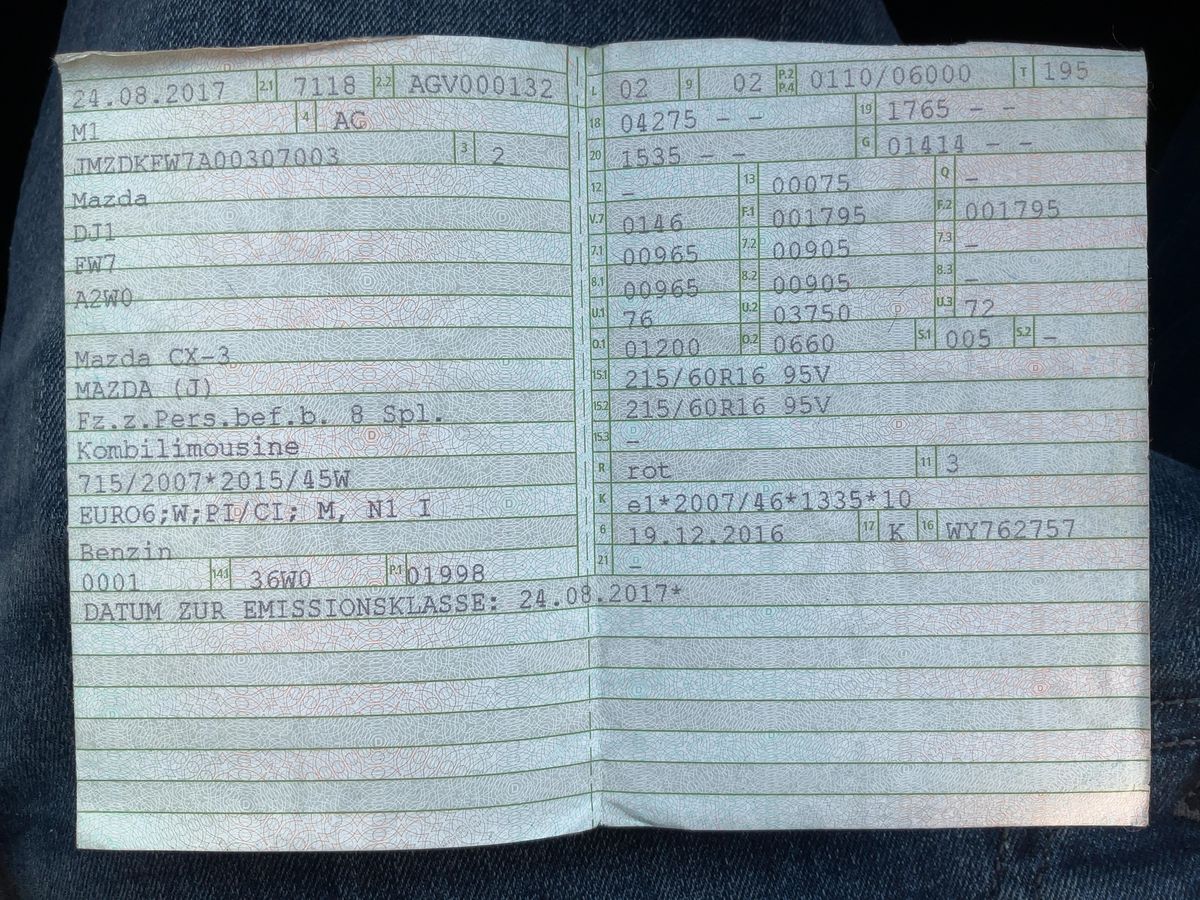 24.08.2017 2.1 7118 2.2 AGV000132
M1 4 AC
JMZDKFW7A00307003 3 2
Mazda
DJ1
FW7
A2W0
Mazda CX-3
MAZDA (J)
Fz.z.Pers.bef.b. 8 Spl.
Kombilimousine
715/2007*2015/45W
EURO6;W;PI/CI; M, N1 I
Benzin
0001 14.1 36W0 P.1 01998
DATUM ZUR EMISSIONSKLASSE: 24.08.2017*
L 02 9 02 P.2 P.4 0110/06000 T 195
18 04275 – – 19 1765 – –
20 1535 – – G 01414 – –
12 – 13 00075 Q –
V.7 0146 F.1 001795 F.2 001795
7.1 00965 7.2 00905 7.3 –
8.1 00965 8.2 00905 8.3 –
U.1 76 U.2 03750 U.3 72
O.1 01200 O.2 0660 S.1 005 S.2 –
15.1 215/60R16 95V
15.2 215/60R16 95V
15.3 –
R rot 11 3
K e1*2007/46*1335*10
6 19.12.2016 17 K 16 WY762757
21 –